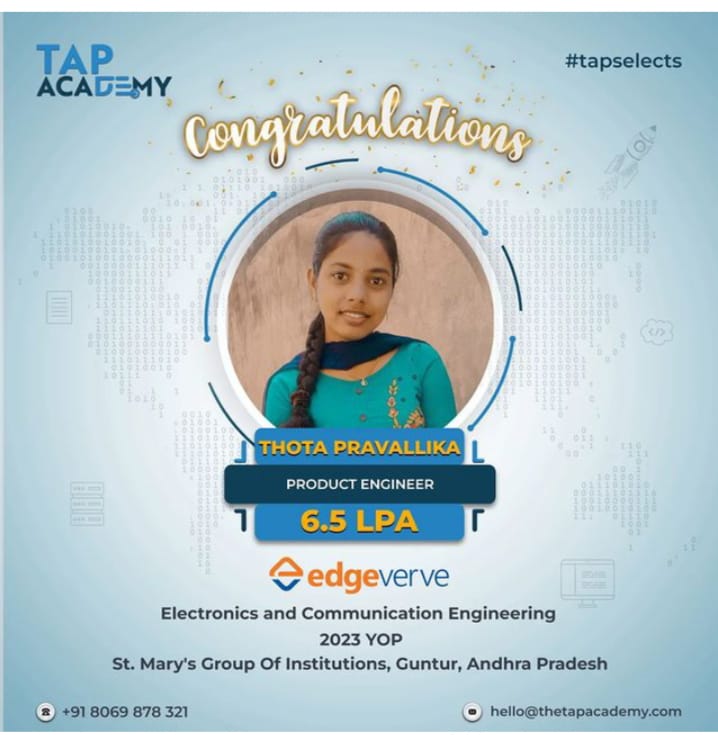 TAP
ACADEMY
#tapselects
Congratulations
THOTA PRAVALLIKA
PRODUCT ENGINEER
6.5 LPA
edgeverve
Electronics and Communication Engineering
2023 YOP
St. Mary's Group Of Institutions, Guntur, Andhra Pradesh
+91 8069 878 321
hello@thetapacademy.com